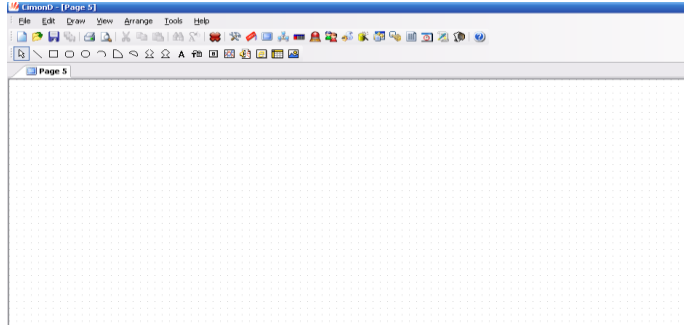 CimonD - [Page 5]
File Edit Draw View Arrange Tools Help
A
Page 5